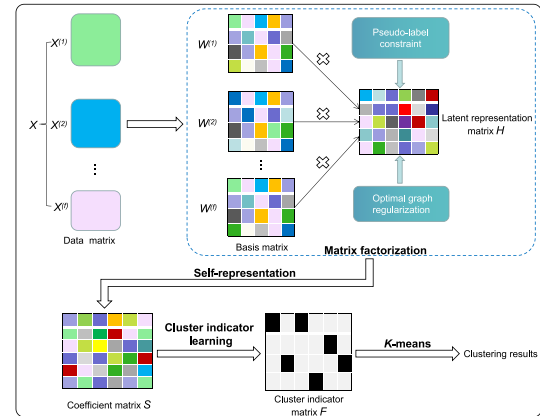 X
X(1)
X(2)
⋮
X(f)
Data matrix
W(1)
W(2)
⋮
W(f)
Basis matrix
Pseudo-label
constraint
Latent representation
matrix H
Optimal graph
regularization
Matrix factorization
Self-representation
Coefficient matrix S
Cluster indicator
learning
Cluster indicator
matrix F
K-means
Clustering results